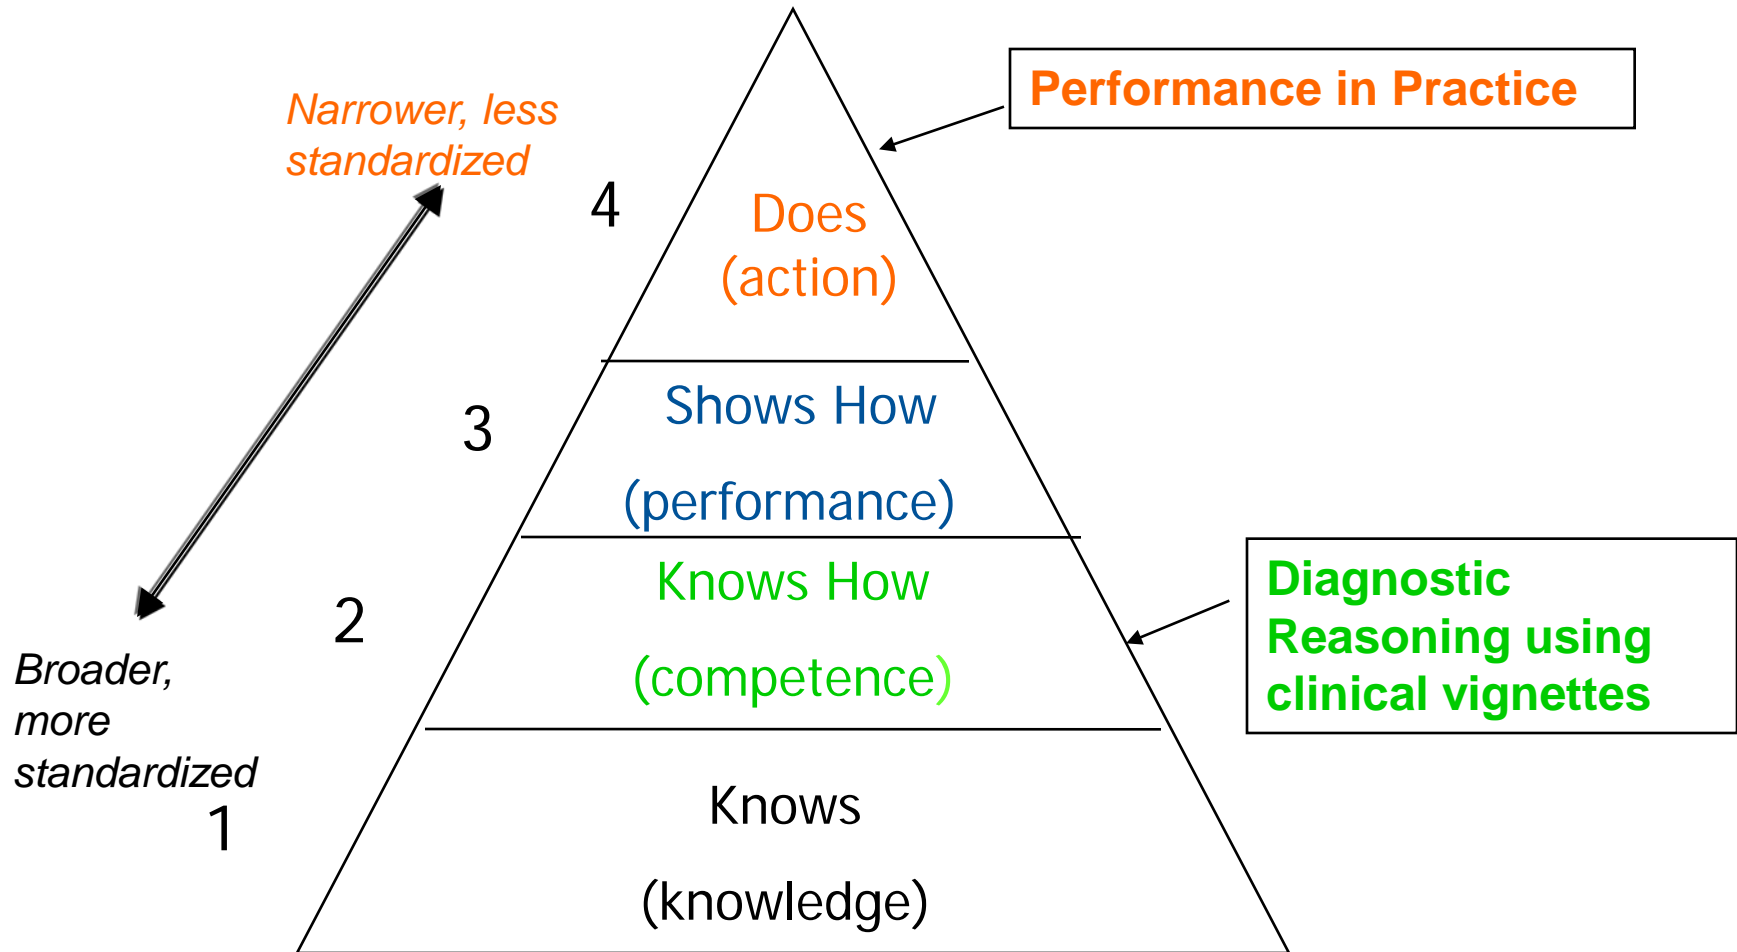 Performance in Practice
Narrower, less
standardized
4
Does
(action)
3
Shows How
(performance)
2
Knows How
(competence)
Diagnostic
Reasoning using
clinical vignettes
Broader,
more
standardized
1
Knows
(knowledge)